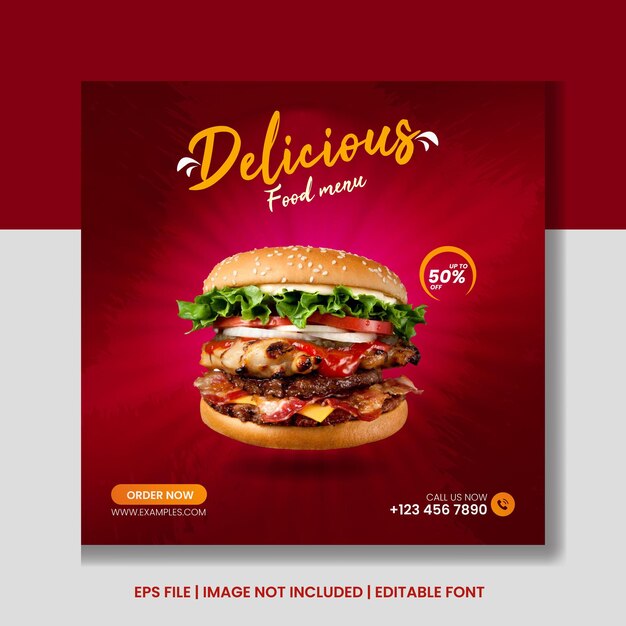 Delicious
Food menu
UP TO
50%
OFF
ORDER NOW
WWW.EXAMPLES.COM
CALL US NOW
+123 456 7890
EPS FILE | IMAGE NOT INCLUDED | EDITABLE FONT